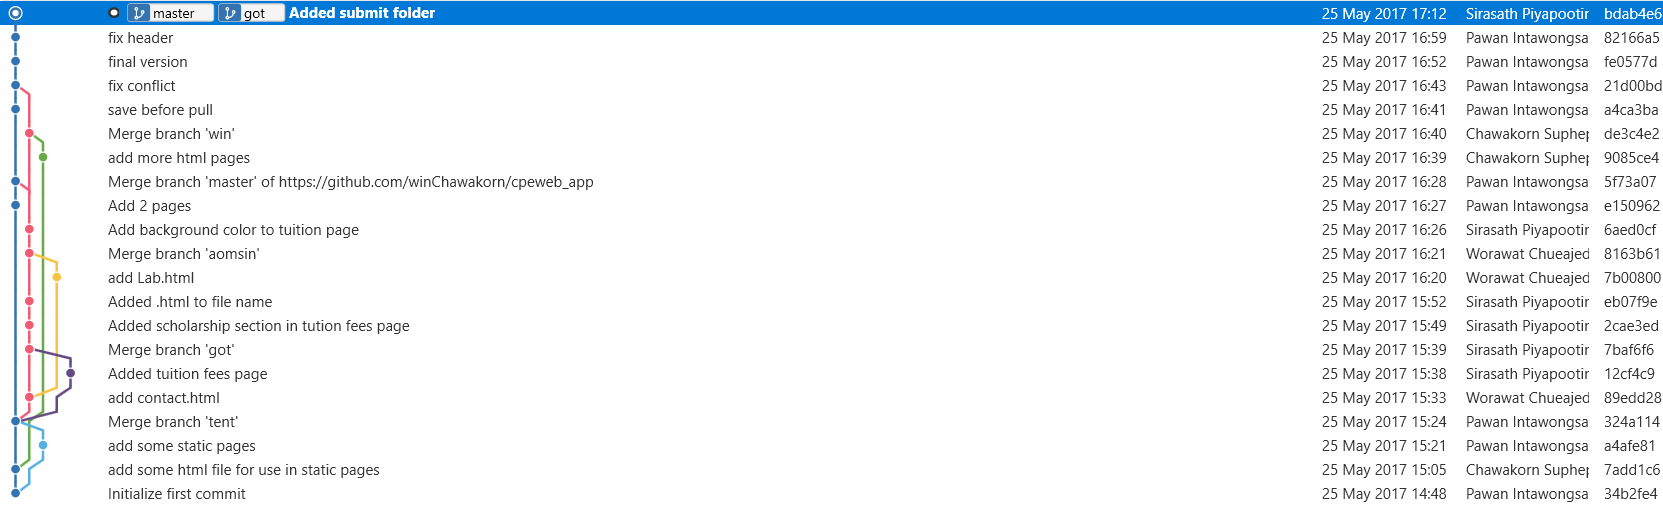 master got Added submit folder 25 May 2017 17:12 Sirasath Piyapootir bdab4e6
fix header 25 May 2017 16:59 Pawan Intawongsa 82166a5
final version 25 May 2017 16:52 Pawan Intawongsa fe0577d
fix conflict 25 May 2017 16:43 Pawan Intawongsa 21d00bd
save before pull 25 May 2017 16:41 Pawan Intawongsa a4ca3ba
Merge branch 'win' 25 May 2017 16:40 Chawakorn Suphep de3c4e2
add more html pages 25 May 2017 16:39 Chawakorn Suphep 9085ce4
Merge branch 'master' of https://github.com/winChawakorn/cpeweb_app 25 May 2017 16:28 Pawan Intawongsa 5f73a07
Add 2 pages 25 May 2017 16:27 Pawan Intawongsa e150962
Add background color to tuition page 25 May 2017 16:26 Sirasath Piyapootir 6aed0cf
Merge branch 'aomsin' 25 May 2017 16:21 Worawat Chueajed 8163b61
add Lab.html 25 May 2017 16:20 Worawat Chueajed 7b00800
Added .html to file name 25 May 2017 15:52 Sirasath Piyapootir eb07f9e
Added scholarship section in tution fees page 25 May 2017 15:49 Sirasath Piyapootir 2cae3ed
Merge branch 'got' 25 May 2017 15:39 Sirasath Piyapootir 7baf6f6
Added tuition fees page 25 May 2017 15:38 Sirasath Piyapootir 12cf4c9
add contact.html 25 May 2017 15:33 Worawat Chueajed 89edd28
Merge branch 'tent' 25 May 2017 15:24 Pawan Intawongsa 324a114
add some static pages 25 May 2017 15:21 Pawan Intawongsa a4afe81
add some html file for use in static pages 25 May 2017 15:05 Chawakorn Suphep 7add1c6
Initialize first commit 25 May 2017 14:48 Pawan Intawongsa 34b2fe4